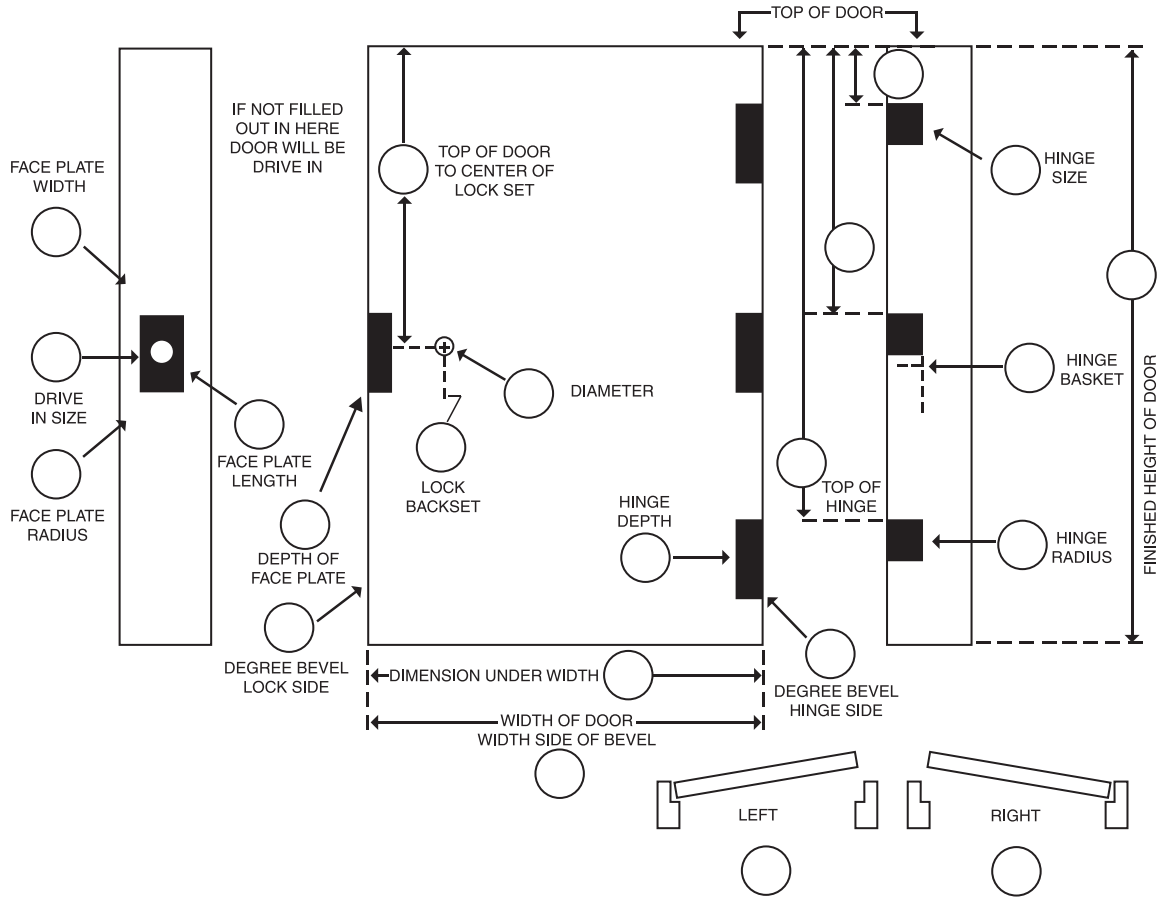 TOP OF DOOR
IF NOT FILLED
OUT IN HERE
DOOR WILL BE
DRIVE IN
TOP OF DOOR
TO CENTER OF
LOCK SET
FACE PLATE
WIDTH
HINGE
SIZE
DRIVE
IN SIZE
DIAMETER
HINGE
BASKET
FACE PLATE
LENGTH
LOCK
BACKSET
FACE PLATE
RADIUS
TOP OF
HINGE
HINGE
DEPTH
HINGE
RADIUS
FINISHED HEIGHT OF DOOR
DEPTH OF
FACE PLATE
DEGREE BEVEL
LOCK SIDE
DIMENSION UNDER WIDTH
DEGREE BEVEL
HINGE SIDE
WIDTH OF DOOR
WIDTH SIDE OF BEVEL
LEFT
RIGHT